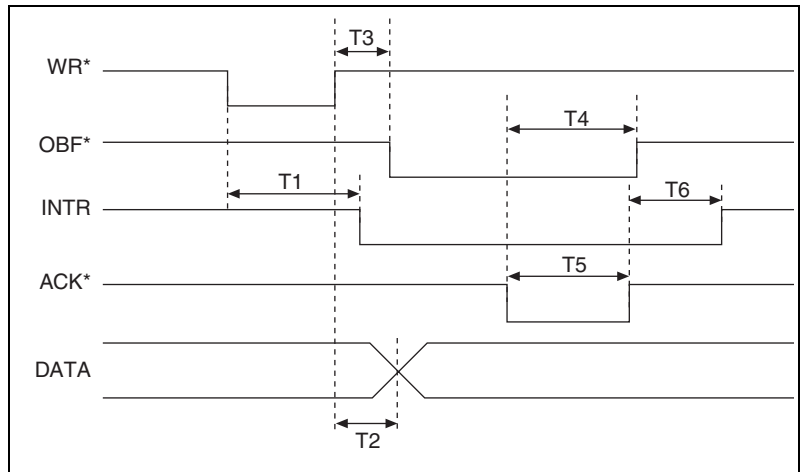 T3
WR*
T4
OBF*
T1
T6
INTR
T5
ACK*
DATA
T2